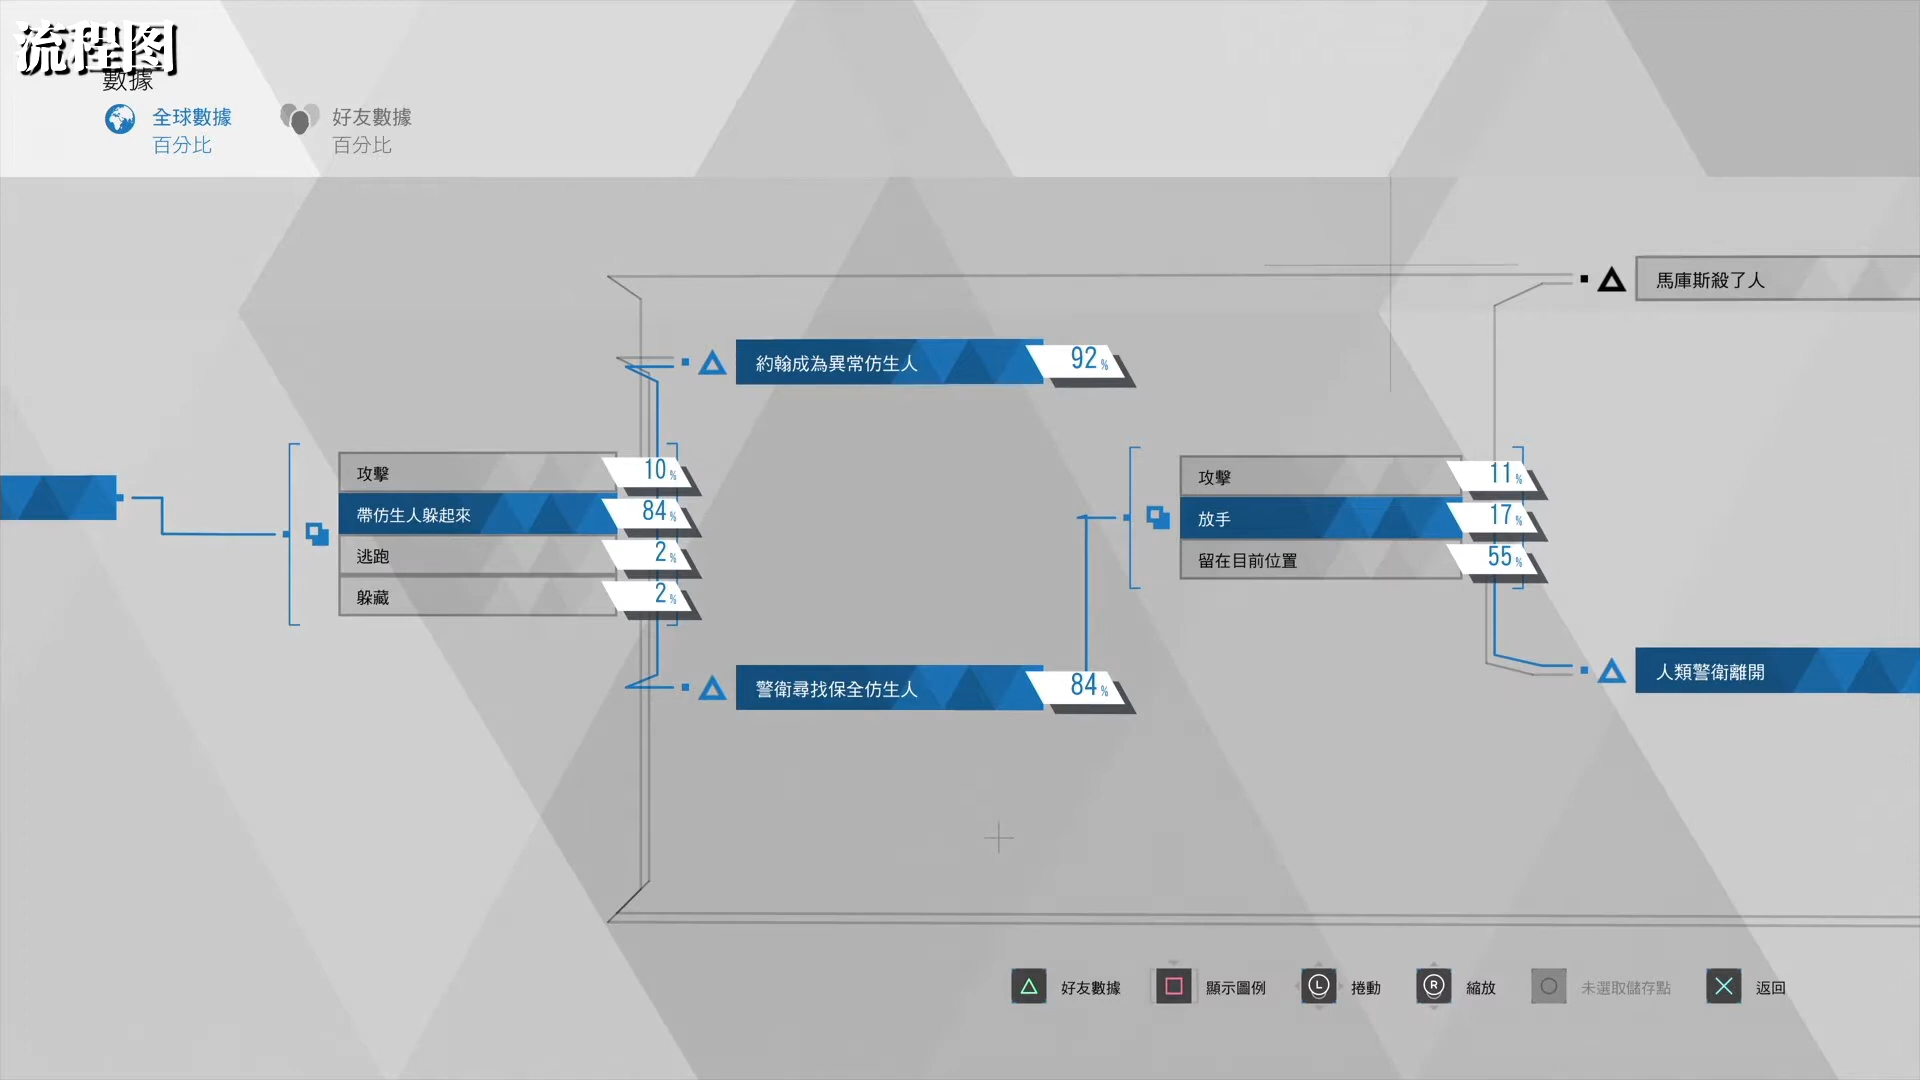 流程图
數據
全球數據
百分比
好友數據
百分比
馬庫斯殺了人
約翰成為異常仿生人 92%
攻擊 10%
帶仿生人躲起來 84%
逃跑 2%
躲藏 2%
攻擊 11%
放手 17%
留在目前位置 55%
警衛尋找保全仿生人 84%
人類警衛離開
好友數據
顯示圖例
L 捲動
R 縮放
未選取儲存點
返回